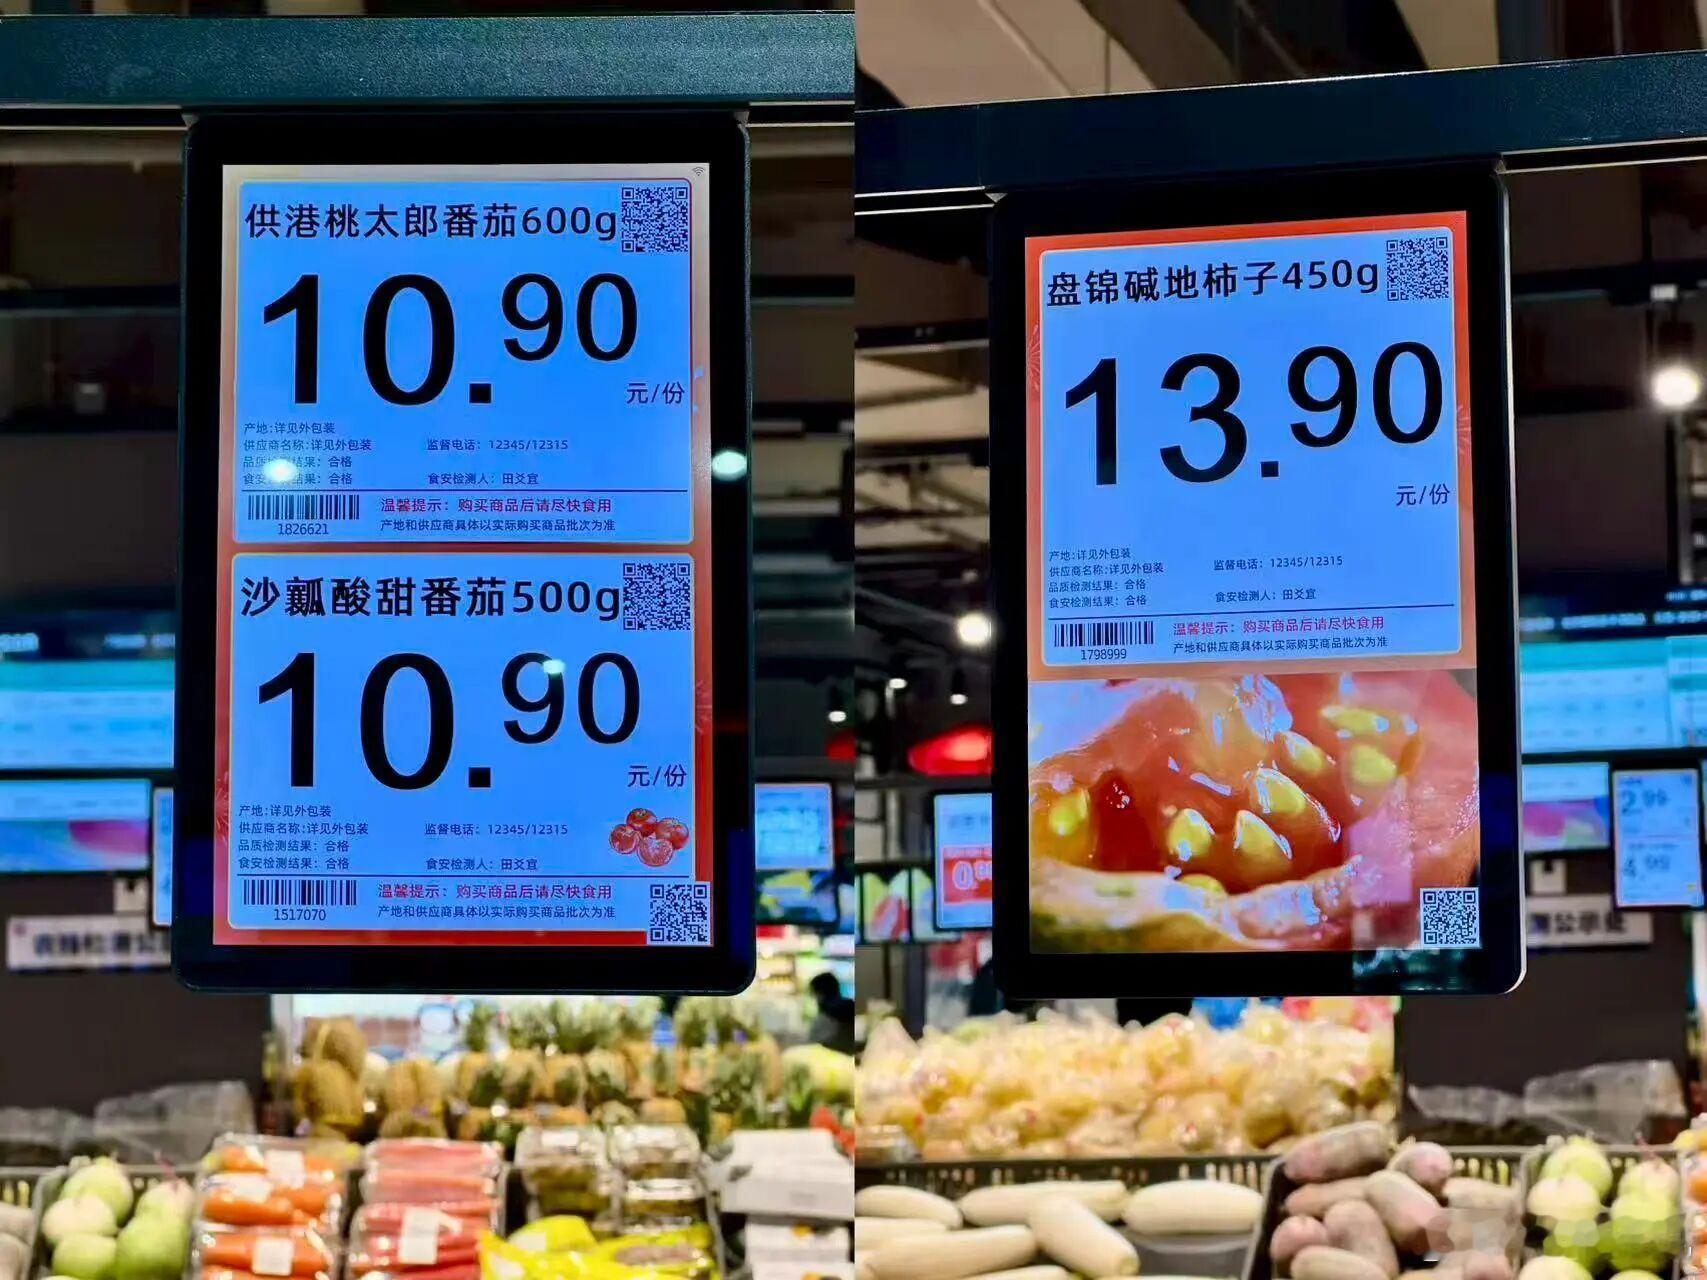 供港桃太郎番茄600g
10.90
元/份
产地:详见外包装
供应商名称:详见外包装
监督电话：12345/12315
结果：合格
食安检测人：田爻宜
结果：合格
1826621
温馨提示：购买商品后请尽快食用
产地和供应商具体以实际购买商品批次为准
沙瓤酸甜番茄500g
10.90
元/份
产地:详见外包装
供应商名称:详见外包装
监督电话：12345/12315
品质检测结果：合格
食安检测结果：合格
食安检测人：田爻宜
1517070
温馨提示：购买商品后请尽快食用
产地和供应商具体以实际购买商品批次为准
盘锦碱地柿子450g
13.90
元/份
产地:详见外包装
供应商名称:详见外包装
监督电话：12345/12315
品质检测结果：合格
食安检测结果：合格
食安检测人：田爻宜
1798999
温馨提示：购买商品后请尽快食用
产地和供应商具体以实际购买商品批次为准
2.99
4.99